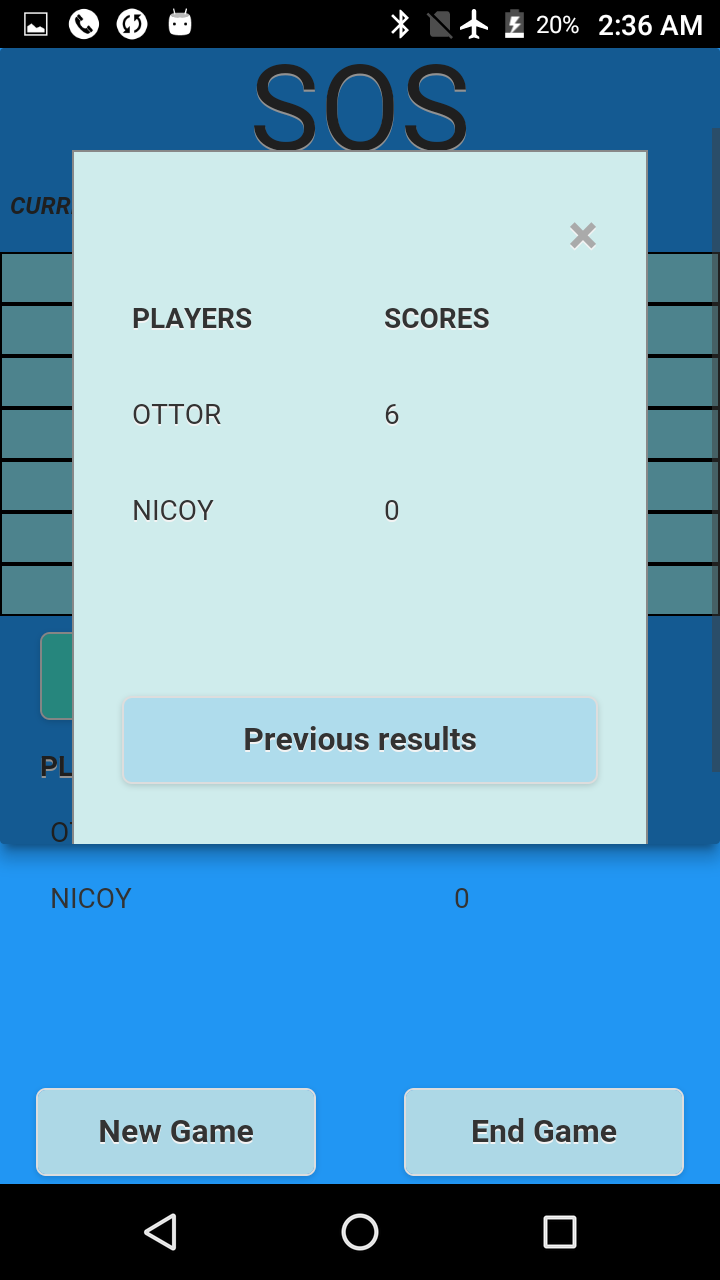 20% 2:36 AM
SOS
PLAYERS SCORES
OTTOR 6
NICOY 0
Previous results
NICOY 0
New Game End Game